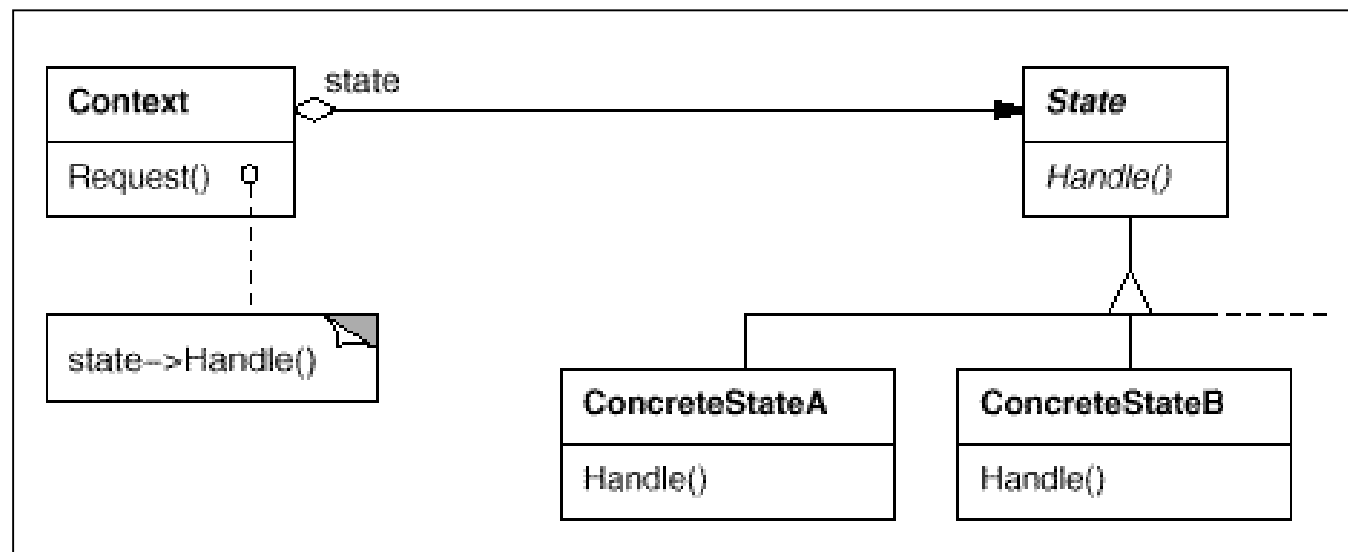 Context
Request()
state
State
Handle()
state–>Handle()
ConcreteStateA
Handle()
ConcreteStateB
Handle()